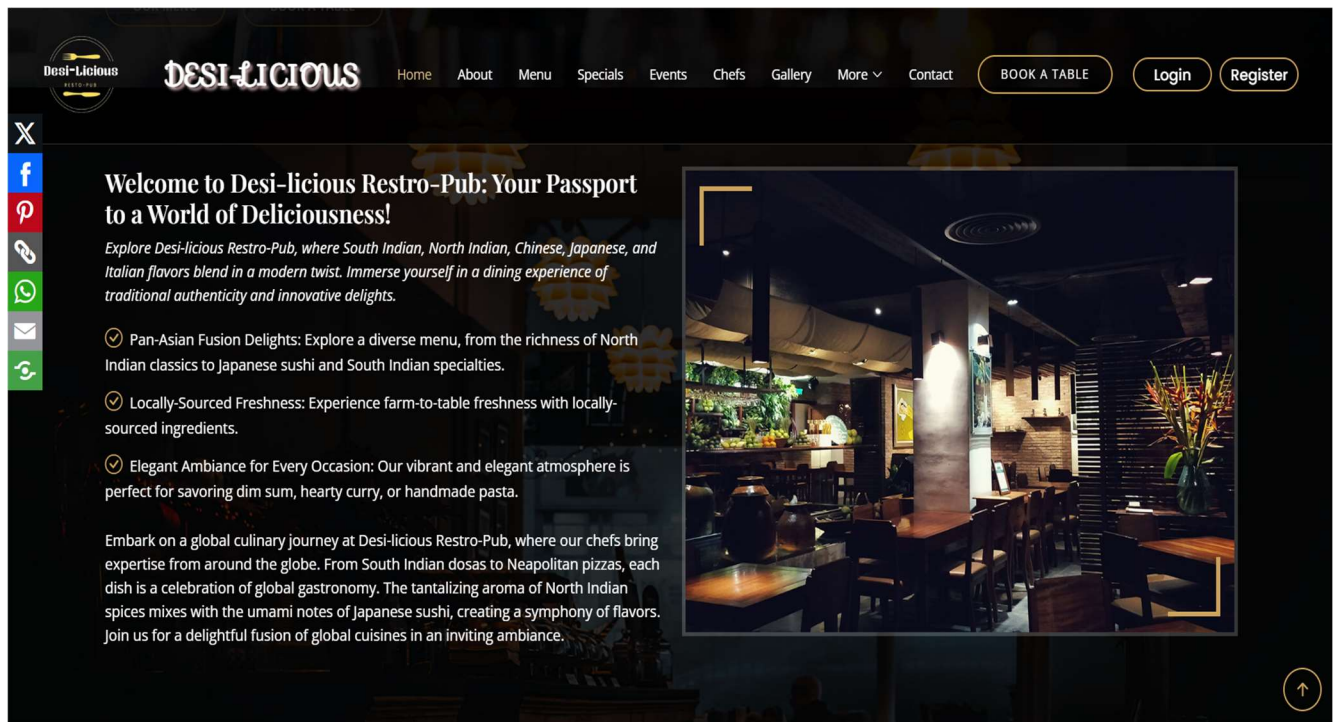 OUR MENU
BOOK A TABLE
Desi-Licious
RESTO-PUB
DESI-LICIOUS
Home About Menu Specials Events Chefs Gallery More Contact BOOK A TABLE Login Register
Welcome to Desi-licious Restro-Pub: Your Passport
to a World of Deliciousness!
Explore Desi-licious Restro-Pub, where South Indian, North Indian, Chinese, Japanese, and
Italian flavors blend in a modern twist. Immerse yourself in a dining experience of
traditional authenticity and innovative delights.
Pan-Asian Fusion Delights: Explore a diverse menu, from the richness of North
Indian classics to Japanese sushi and South Indian specialties.
Locally-Sourced Freshness: Experience farm-to-table freshness with locally-
sourced ingredients.
Elegant Ambiance for Every Occasion: Our vibrant and elegant atmosphere is
perfect for savoring dim sum, hearty curry, or handmade pasta.
Embark on a global culinary journey at Desi-licious Restro-Pub, where our chefs bring
expertise from around the globe. From South Indian dosas to Neapolitan pizzas, each
dish is a celebration of global gastronomy. The tantalizing aroma of North Indian
spices mixes with the umami notes of Japanese sushi, creating a symphony of flavors.
Join us for a delightful fusion of global cuisines in an inviting ambiance.